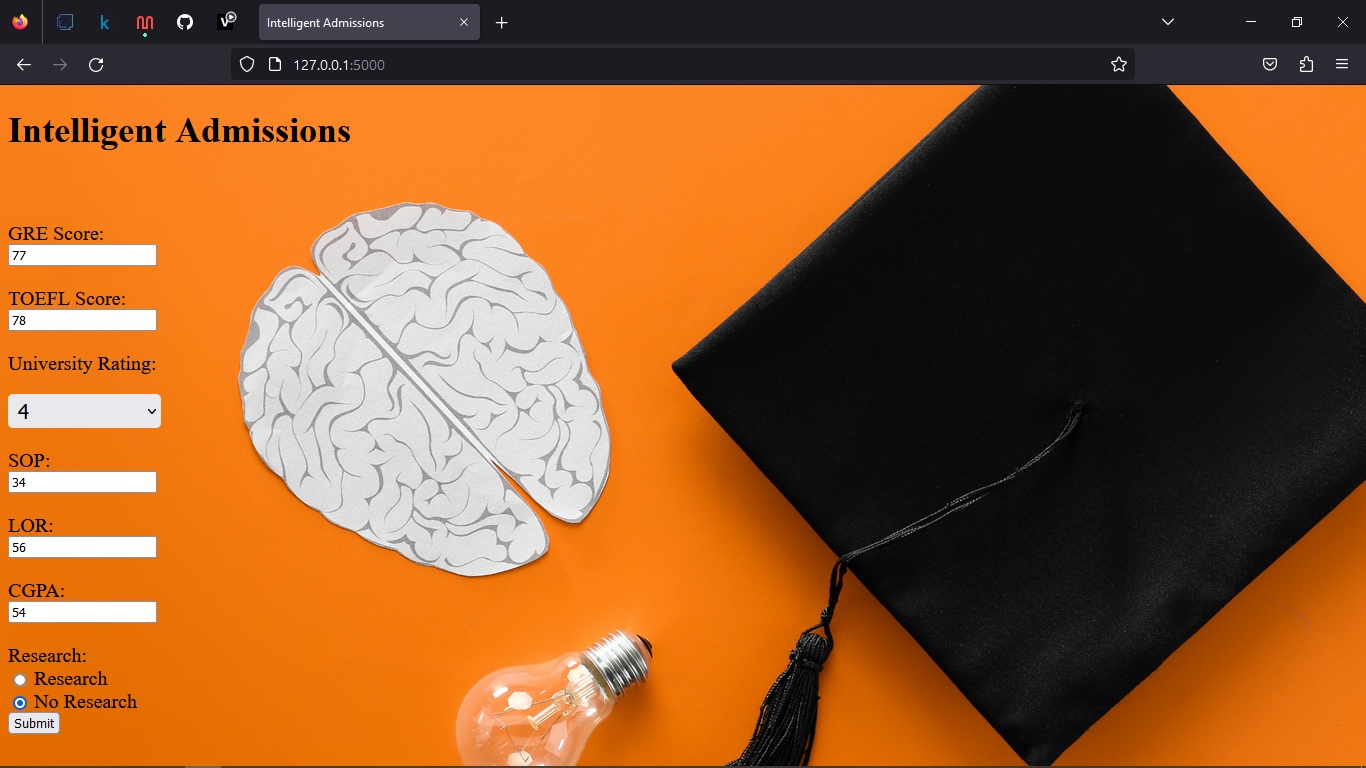 Intelligent Admissions
127.0.0.1:5000
Intelligent Admissions
GRE Score:
77
TOEFL Score:
78
University Rating:
4
SOP:
34
LOR:
56
CGPA:
54
Research:
Research
No Research
Submit